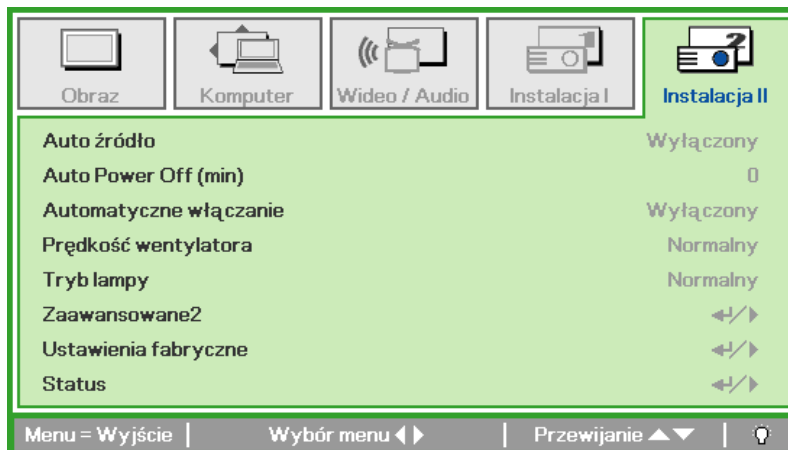 Obraz
Komputer
Wideo / Audio
Instalacja I
Instalacja II
Auto źródło Wyłączony
Auto Power Off (min) 0
Automatyczne włączanie Wyłączony
Prędkość wentylatora Normalny
Tryb lampy Normalny
Zaawansowane2
Ustawienia fabryczne
Status
Menu = Wyjście
Wybór menu
Przewijanie